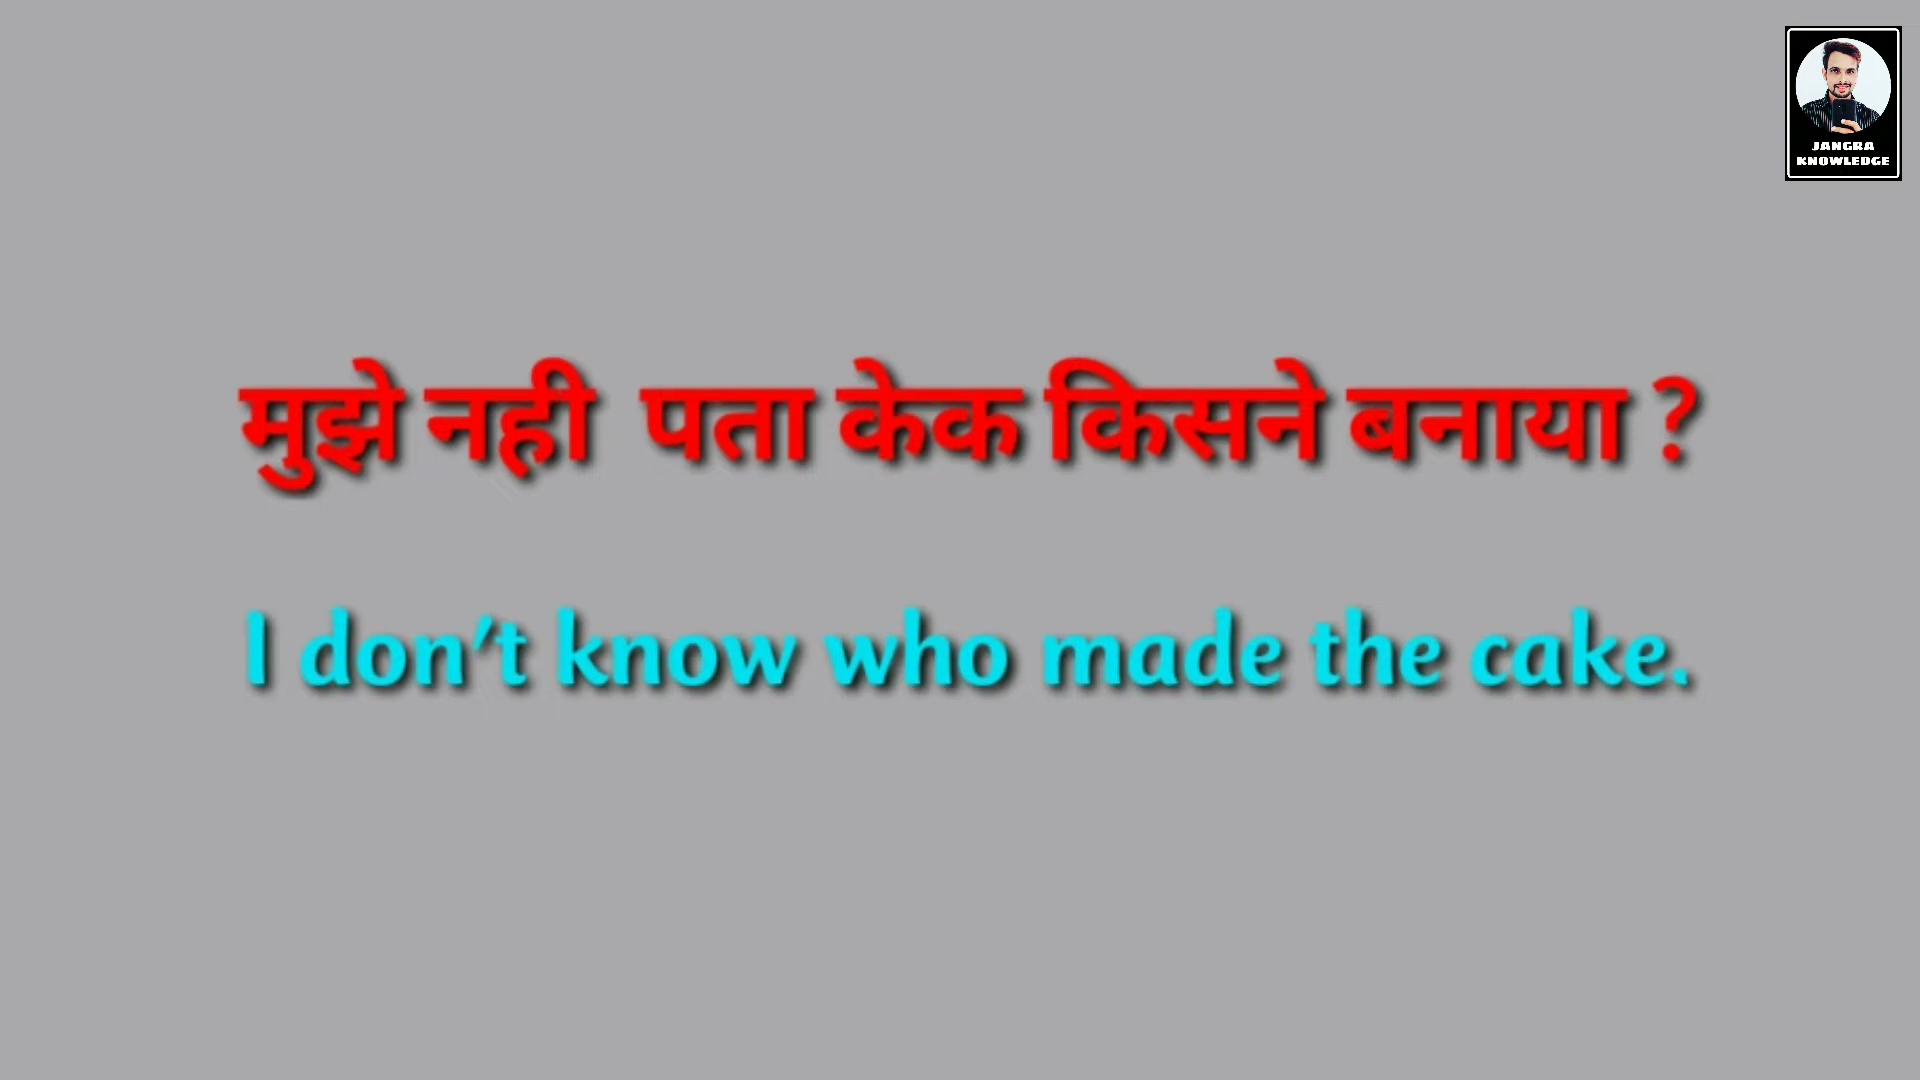 JANGRA
KNOWLEDGE
मुझे नही पता केक किसने बनाया ?
I don't know who made the cake.